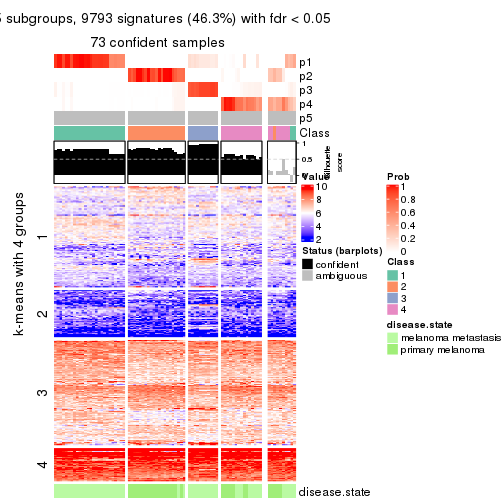 5 subgroups, 9793 signatures (46.3%) with fdr < 0.05
73 confident samples
p1
p2
p3
p4
p5
Class
1
0.5
0
Silhouette
score
k-means with 4 groups
1
2
3
4
disease.state
Value
10
8
6
4
2
Status (barplots)
confident
ambiguous
Prob
1
0.8
0.6
0.4
0.2
0
Class
1
2
3
4
disease.state
melanoma metastasis
primary melanoma